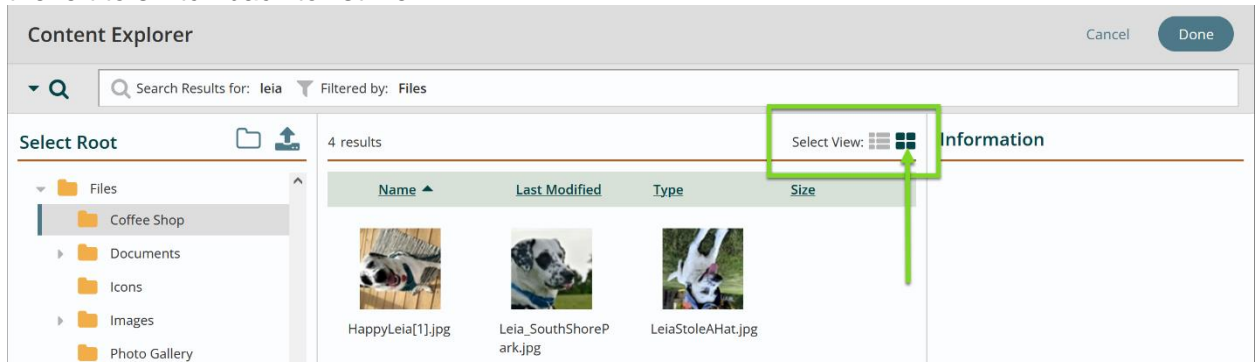 Content Explorer
Cancel
Done
Search Results for: leia Filtered by: Files
Select Root
4 results
Select View:
Information
Name
Last Modified
Type
Size
Files
Coffee Shop
Documents
Icons
Images
Photo Gallery
HappyLeia[1].jpg
Leia_SouthShoreP
ark.jpg
LeiaStoleAHat.jpg